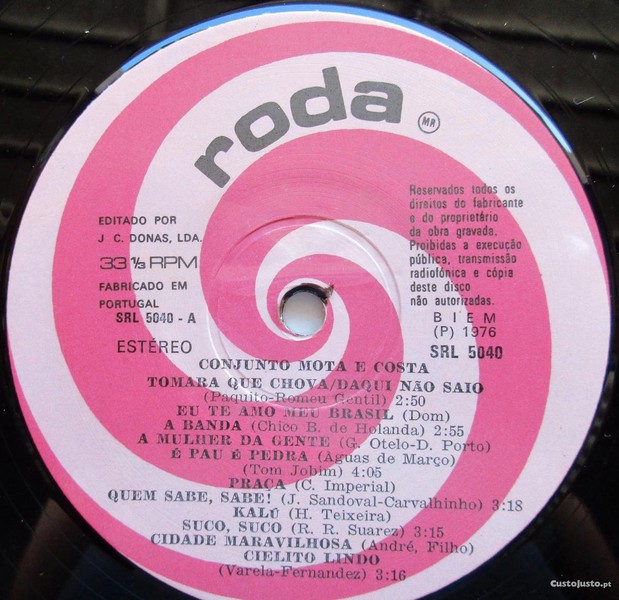 roda
MR
EDITADO POR
J. C. DONAS, LDA.
33 1/3 RPM
FABRICADO EM
PORTUGAL
SRL 5040 - A
ESTÉREO
Reservados todos os
direitos do fabricante
e do proprietário
da obra gravada.
Proibidas a execução
pública, transmissão
radiofónica e cópia
deste disco
não autorizadas.
B I E M
(P) 1976
SRL 5040
CONJUNTO MOTA E COSTA
TOMARA QUE CHOVA/DAQUI NÃO SAIO
(Paquito-Romeu Gentil) 2:50
EU TE AMO MEU BRASIL (Dom)
A BANDA (Chico B. de Holanda) 2:55
A MULHER DA GENTE (G. Otelo-D. Porto)
É PAU É PEDRA (Aguas de Março)
(Tom Jobim) 4:05
PRAÇA (C. Imperial)
QUEM SABE, SABE! (J. Sandoval-Carvalhinho) 3:18
KALÚ (H. Teixeira)
SUCO, SUCO (R. R. Suarez) 3:15
CIDADE MARAVILHOSA (André, Filho)
CIELITO LINDO
(Varela-Fernandez) 3:16
CustoJusto.pt